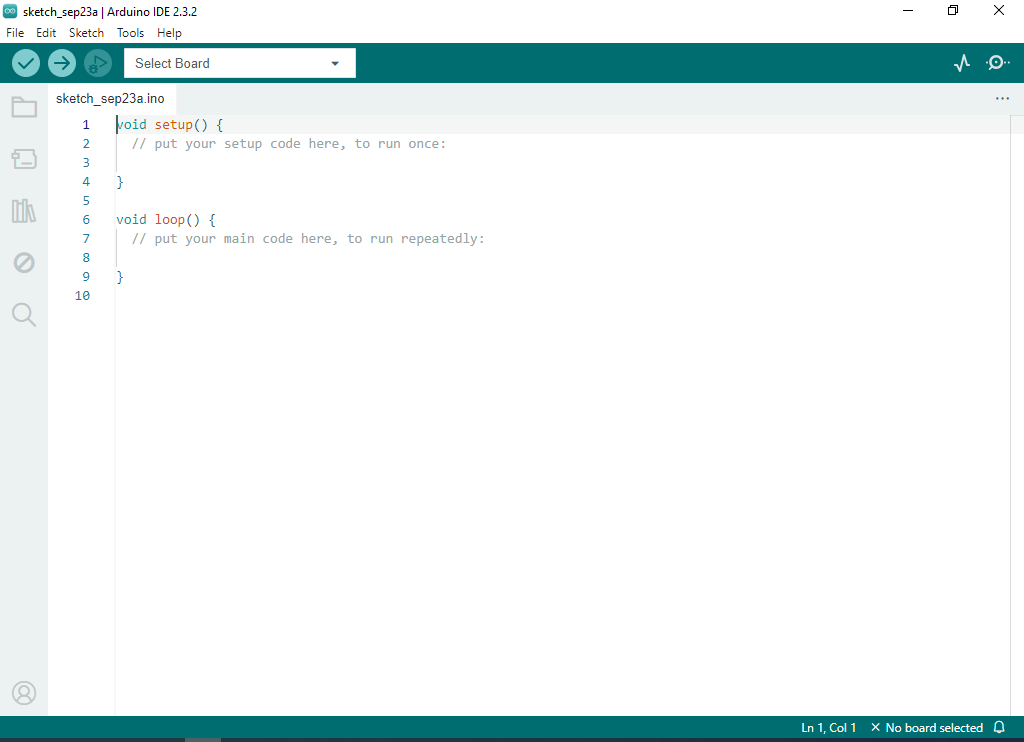 sketch_sep23a | Arduino IDE 2.3.2
File Edit Sketch Tools Help
Select Board
sketch_sep23a.ino
1 void setup() {
2   // put your setup code here, to run once:
3
4 }
5
6 void loop() {
7   // put your main code here, to run repeatedly:
8
9 }
10
Ln 1, Col 1 × No board selected